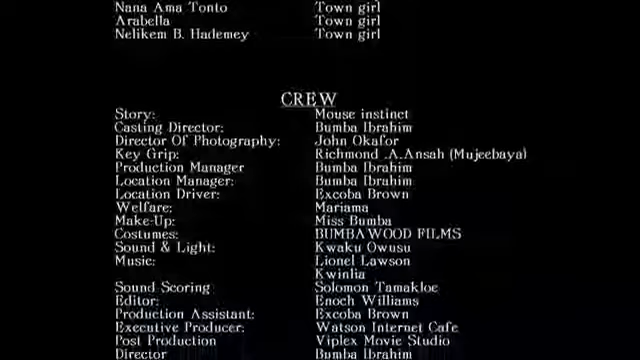 Nana Ama Tonto Town girl
Arabella Town girl
Nelikem B. Hademey Town girl
CREW
Story: Mouse instinct
Casting Director: Bumba Ibrahim
Director Of Photography: John Okafor
Key Grip: Richmond .A.Ansah (Mujeebaya)
Production Manager Bumba Ibrahim
Location Manager: Bumba Ibrahim
Location Driver: Excoba Brown
Welfare: Mariama
Make-Up: Miss Bumba
Costumes: BUMBAWOOD FILMS
Sound & Light: Kwaku Owusu
Music: Lionel Lawson
Kwinlia
Sound Scoring Solomon Tamakloe
Editor: Enoch Williams
Production Assistant: Excoba Brown
Executive Producer: Watson Internet Cafe
Post Production Viplex Movie Studio
Director Bumba Ibrahim